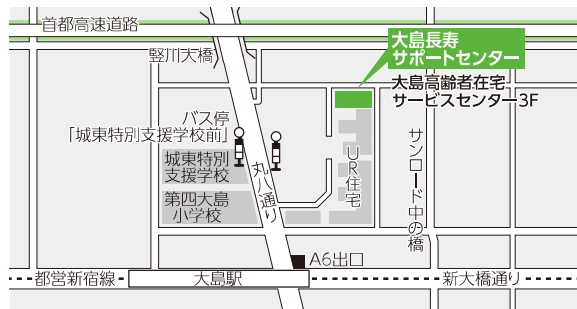 首都高速道路
大島長寿
サポートセンター
竪川大橋
大島高齢者在宅
サービスセンター3F
バス停
「城東特別支援学校前」
城東特別
支援学校
第四大島
小学校
丸八通り
UR住宅
サンロード中の橋
A6出口
都営新宿線
大島駅
新大橋通り